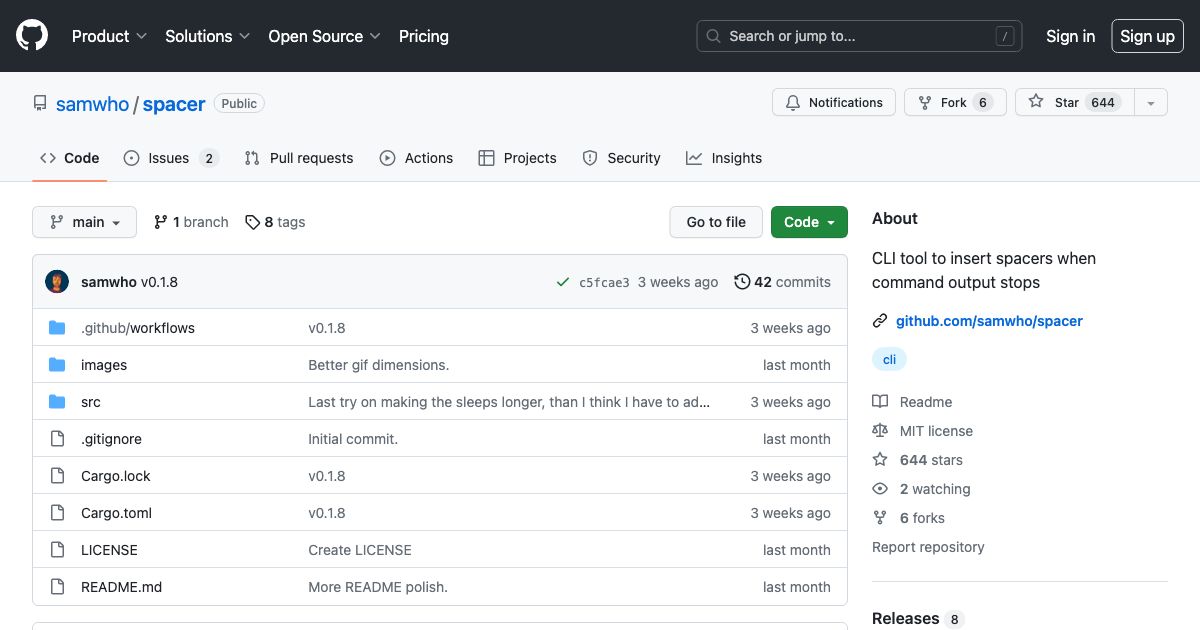 Product Solutions Open Source Pricing Search or jump to... / Sign in Sign up
samwho / spacer Public Notifications Fork 6 Star 644
Code Issues 2 Pull requests Actions Projects Security Insights
main 1 branch 8 tags Go to file Code
samwho v0.1.8 c5fcae3 3 weeks ago 42 commits
.github/workflows v0.1.8 3 weeks ago
images Better gif dimensions. last month
src Last try on making the sleeps longer, than I think I have to ad... 3 weeks ago
.gitignore Initial commit. last month
Cargo.lock v0.1.8 3 weeks ago
Cargo.toml v0.1.8 3 weeks ago
LICENSE Create LICENSE last month
README.md More README polish. last month
About
CLI tool to insert spacers when
command output stops
github.com/samwho/spacer
cli
Readme
MIT license
644 stars
2 watching
6 forks
Report repository
Releases 8